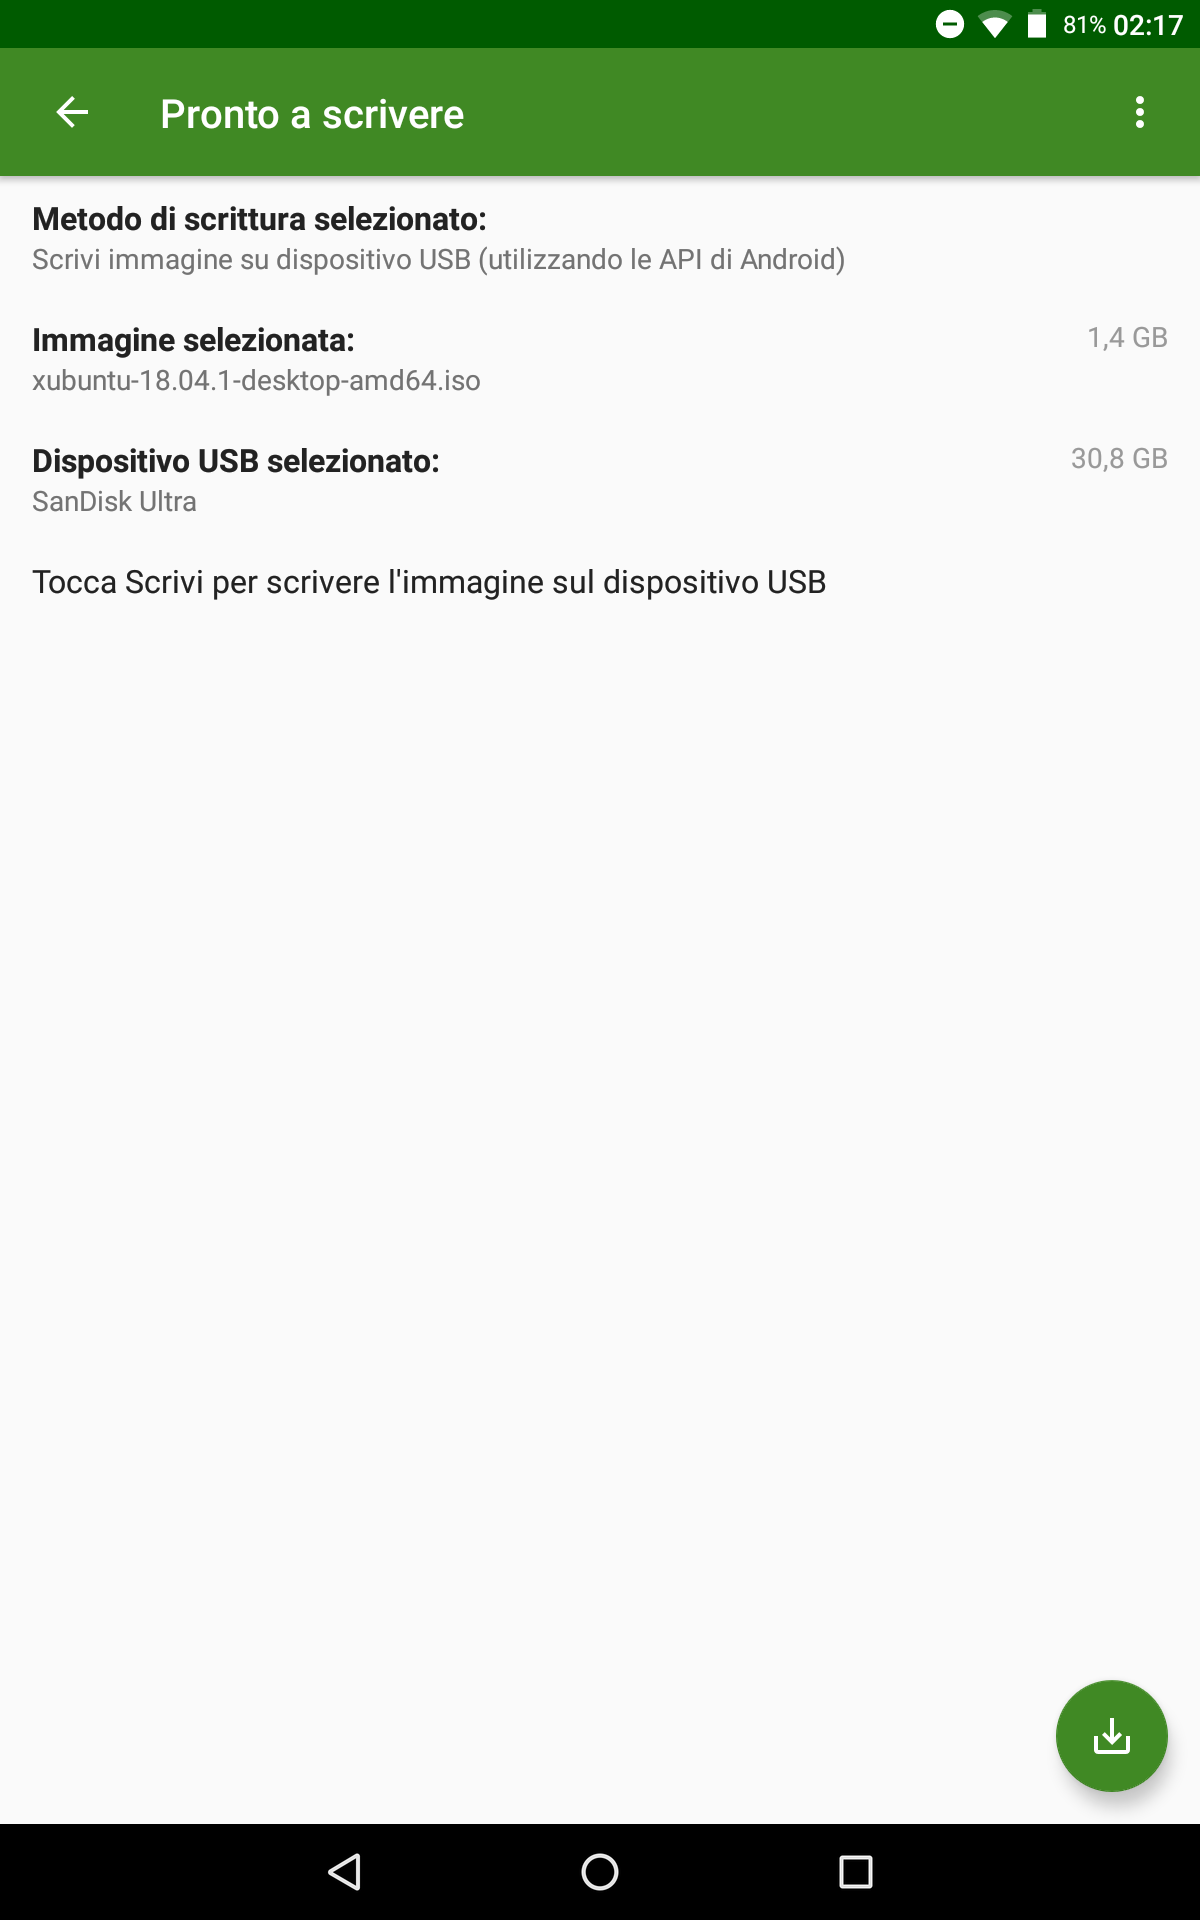 81% 02:17
Pronto a scrivere
Metodo di scrittura selezionato:
Scrivi immagine su dispositivo USB (utilizzando le API di Android)
Immagine selezionata:
1,4 GB
xubuntu-18.04.1-desktop-amd64.iso
Dispositivo USB selezionato:
30,8 GB
SanDisk Ultra
Tocca Scrivi per scrivere l'immagine sul dispositivo USB